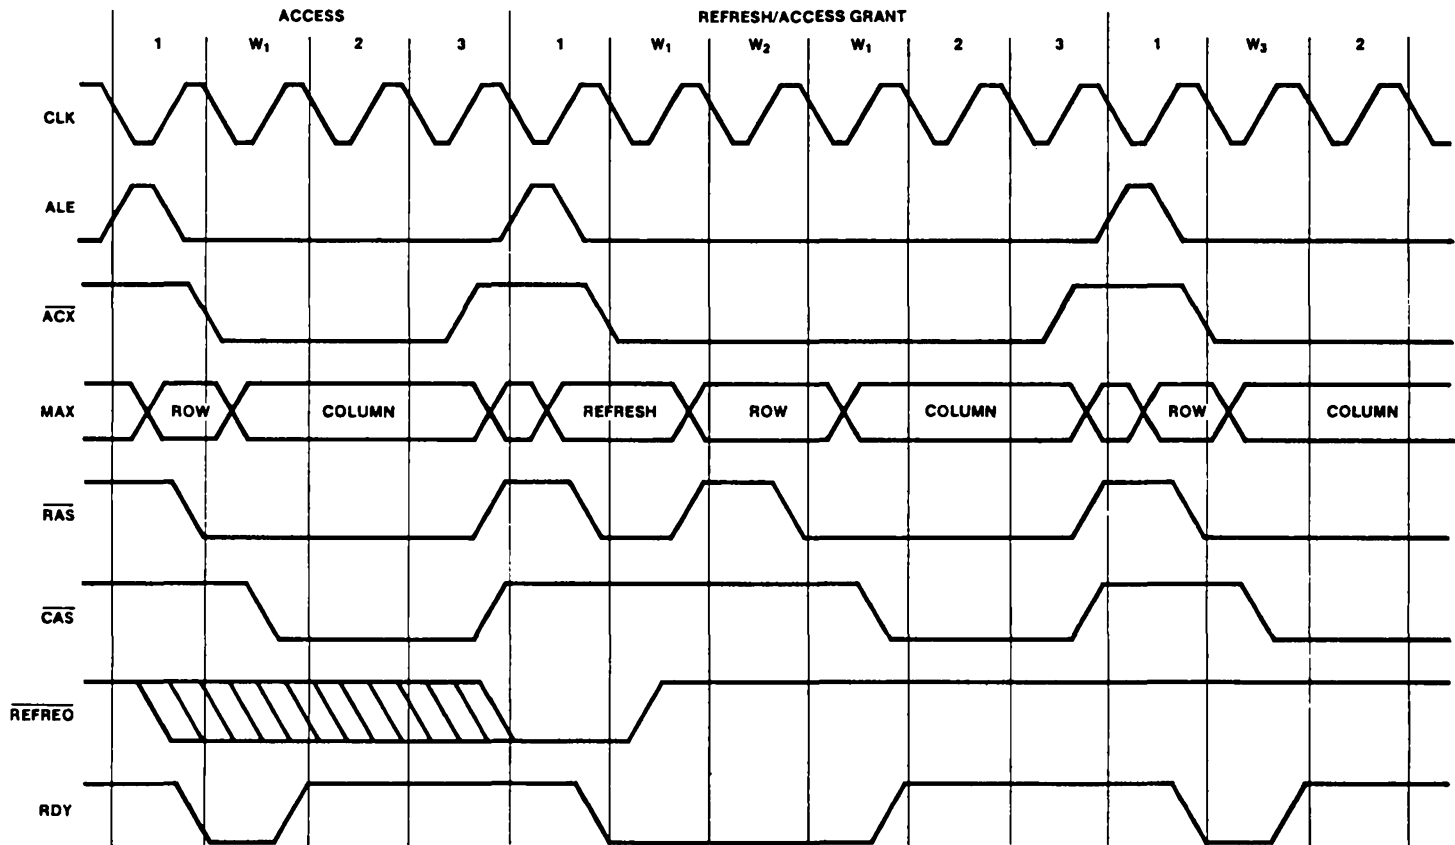 ACCESS REFRESH/ACCESS GRANT
1 W1 2 3 1 W1 W2 W1 2 3 1 W3 2
CLK
ALE
ACX
MAX ROW COLUMN REFRESH ROW COLUMN ROW COLUMN
RAS
CAS
REFREO
RDY